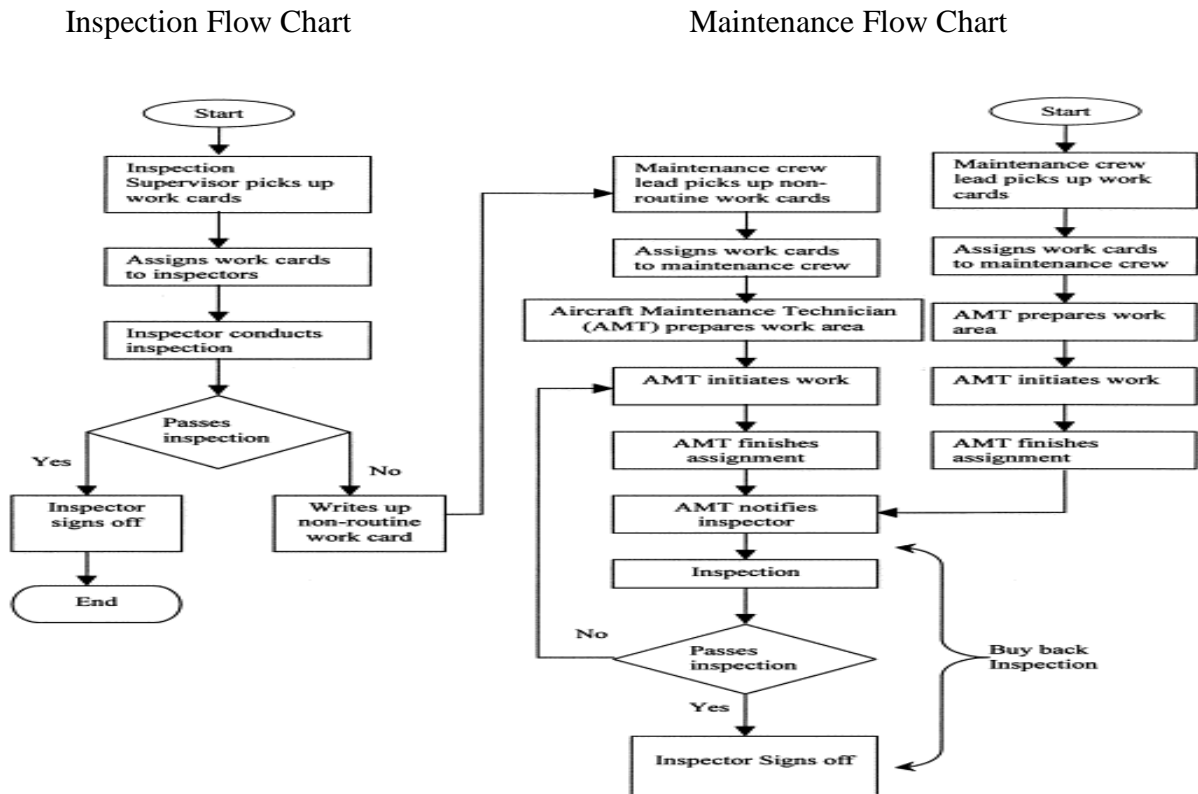 Inspection Flow Chart
Maintenance Flow Chart
Start
Inspection
Supervisor picks up
work cards
Assigns work cards
to inspectors
Inspector conducts
inspection
Passes
inspection
Yes
No
Inspector
signs off
Writes up
non-routine
work card
End
Maintenance crew
lead picks up non-
routine work cards
Assigns work cards
to maintenance crew
Aircraft Maintenance Technician
(AMT) prepares work area
AMT initiates work
AMT finishes
assignment
AMT notifies
inspector
Inspection
No
Passes
inspection
Yes
Inspector Signs off
Start
Maintenance crew
lead picks up work
cards
Assigns work cards
to maintenance crew
AMT prepares work
area
AMT initiates work
AMT finishes
assignment
Buy back
Inspection